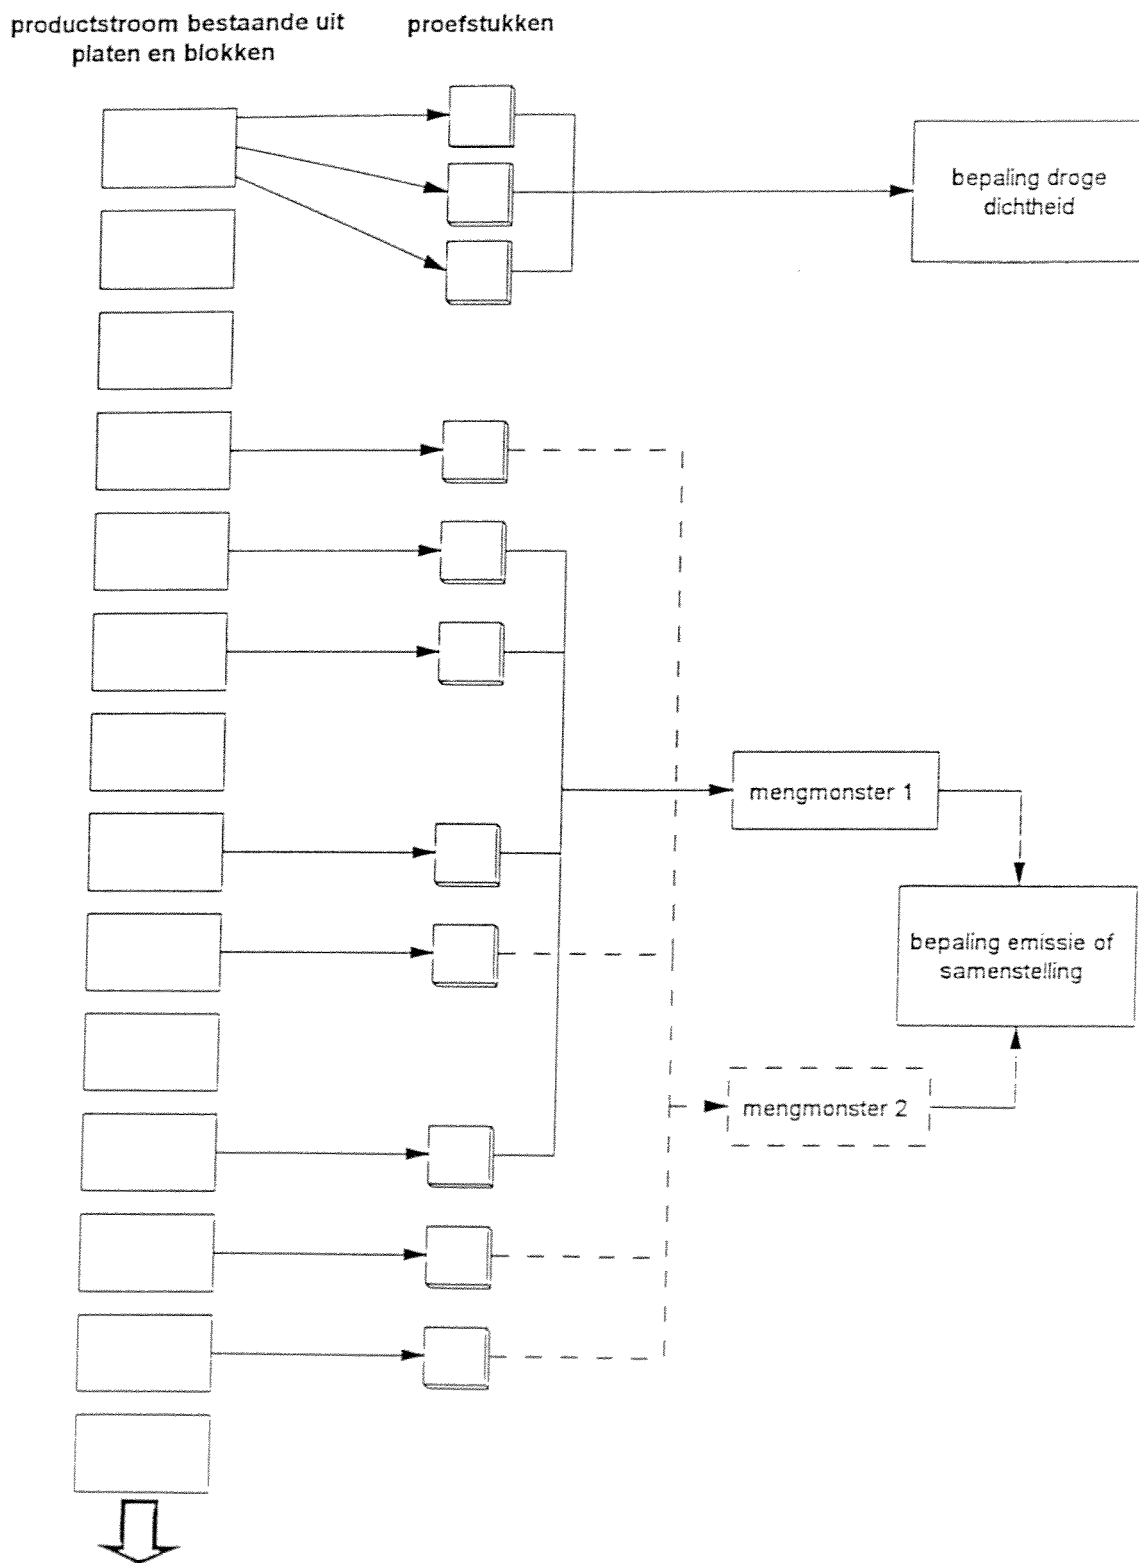 productstroom bestaande uit
platen en blokken
proefstukken
bepaling droge
dichtheid
mengmonster 1
bepaling emissie of
samenstelling
mengmonster 2